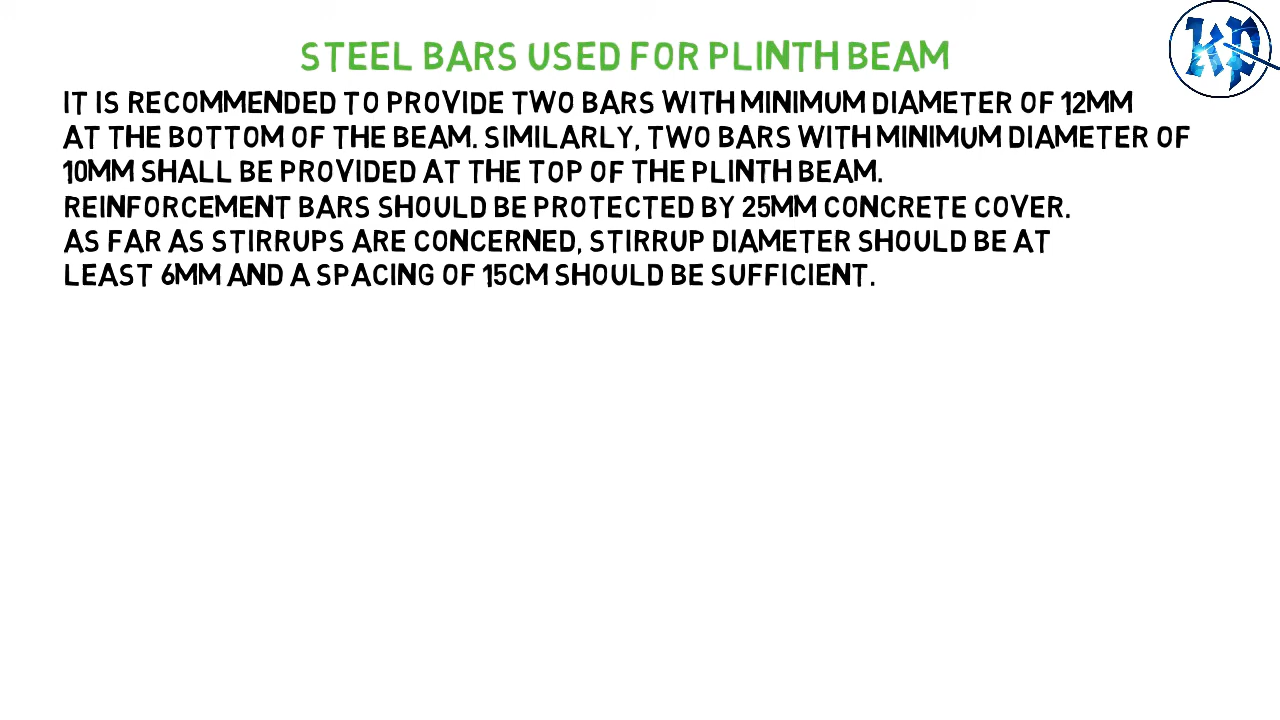 KP
STEEL BARS USED FOR PLINTH BEAM
IT IS RECOMMENDED TO PROVIDE TWO BARS WITH MINIMUM DIAMETER OF 12MM
AT THE BOTTOM OF THE BEAM. SIMILARLY, TWO BARS WITH MINIMUM DIAMETER OF
10MM SHALL BE PROVIDED AT THE TOP OF THE PLINTH BEAM.
REINFORCEMENT BARS SHOULD BE PROTECTED BY 25MM CONCRETE COVER.
AS FAR AS STIRRUPS ARE CONCERNED, STIRRUP DIAMETER SHOULD BE AT
LEAST 6MM AND A SPACING OF 15CM SHOULD BE SUFFICIENT.